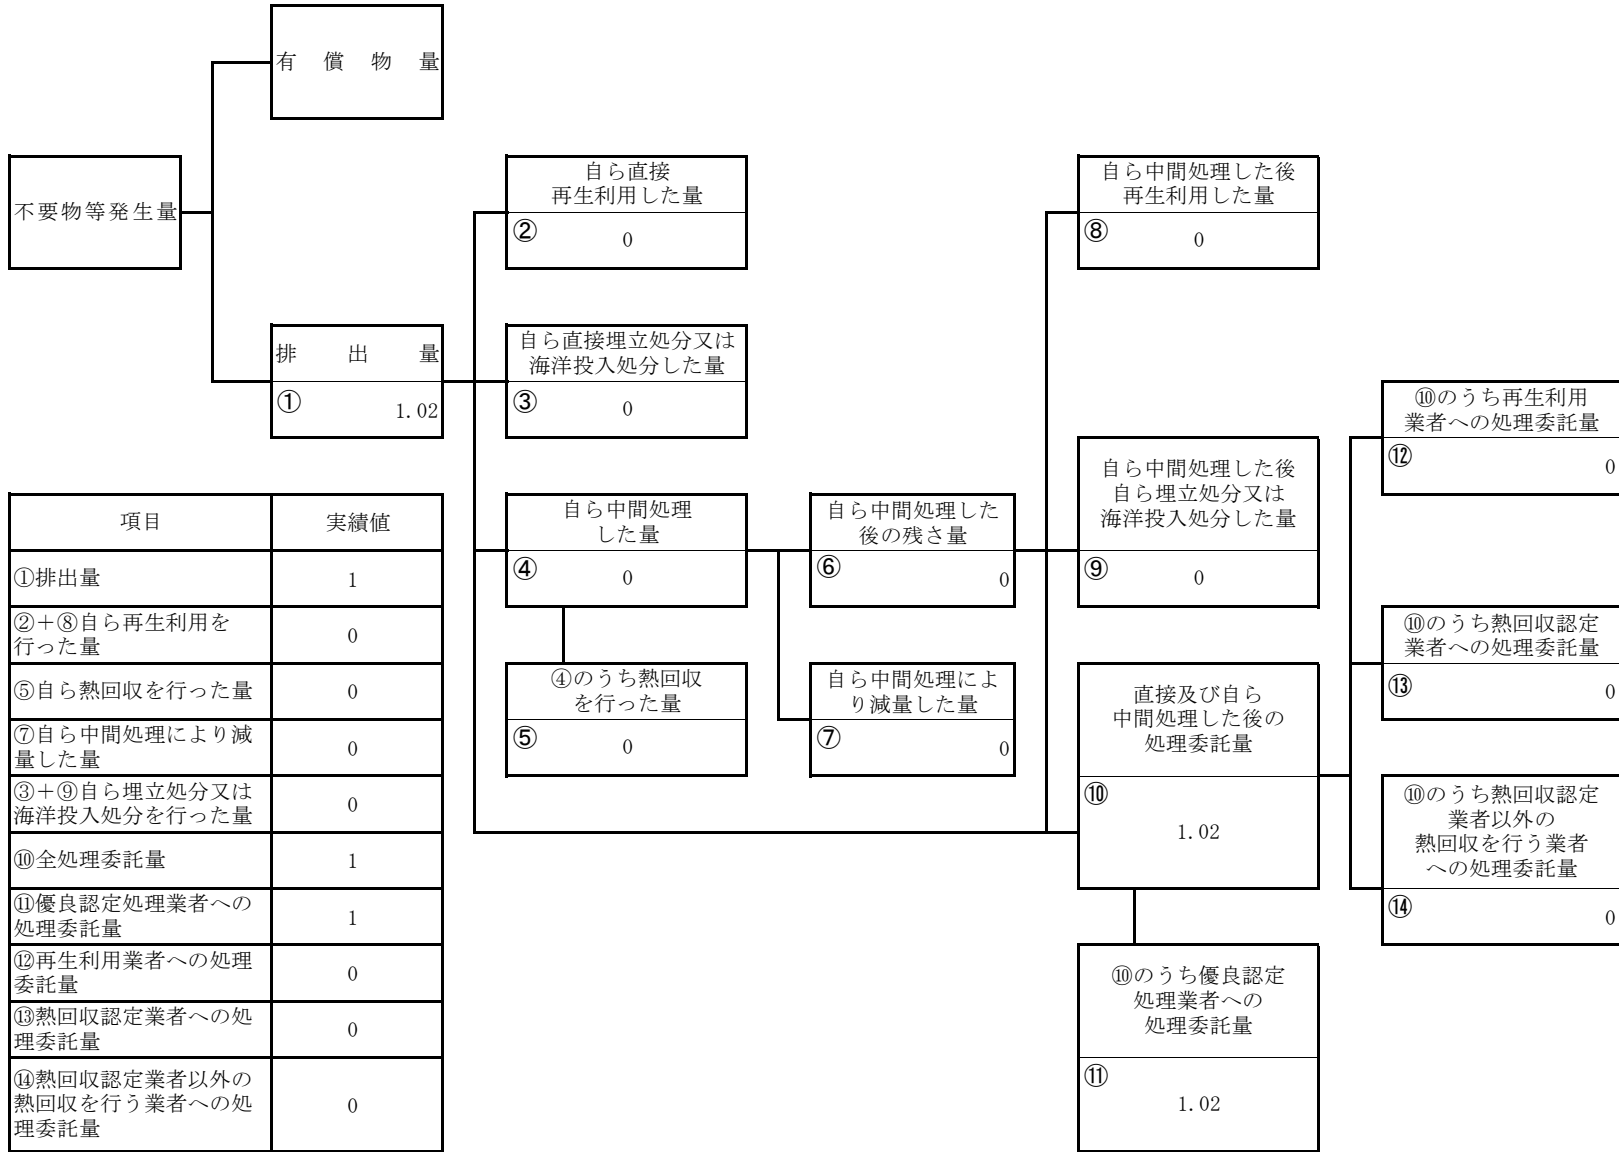 有償物量
不要物等発生量
自ら直接
再生利用した量
②
0
自ら中間処理した後
再生利用した量
⑧
0
排出量
①
1.02
自ら直接埋立処分又は
海洋投入処分した量
③
0
⑩のうち再生利用
業者への処理委託量
⑫
0
自ら中間処理した後
自ら埋立処分又は
海洋投入処分した量
⑨
0
自ら中間処理
した量
④
0
自ら中間処理した
後の残さ量
⑥
0
⑩のうち熱回収認定
業者への処理委託量
⑬
0
④のうち熱回収
を行った量
⑤
0
自ら中間処理によ
り減量した量
⑦
0
直接及び自ら
中間処理した後の
処理委託量
⑩
1.02
⑩のうち熱回収認定
業者以外の
熱回収を行う業者
への処理委託量
⑭
0
⑩のうち優良認定
処理業者への
処理委託量
⑪
1.02
項目 実績値
①排出量 1
②+⑧自ら再生利用を
行った量 0
⑤自ら熱回収を行った量 0
⑦自ら中間処理により減
量した量 0
③+⑨自ら埋立処分又は
海洋投入処分を行った量 0
⑩全処理委託量 1
⑪優良認定処理業者への
処理委託量 1
⑫再生利用業者への処理
委託量 0
⑬熱回収認定業者への処
理委託量 0
⑭熱回収認定業者以外の
熱回収を行う業者への処 0
理委託量